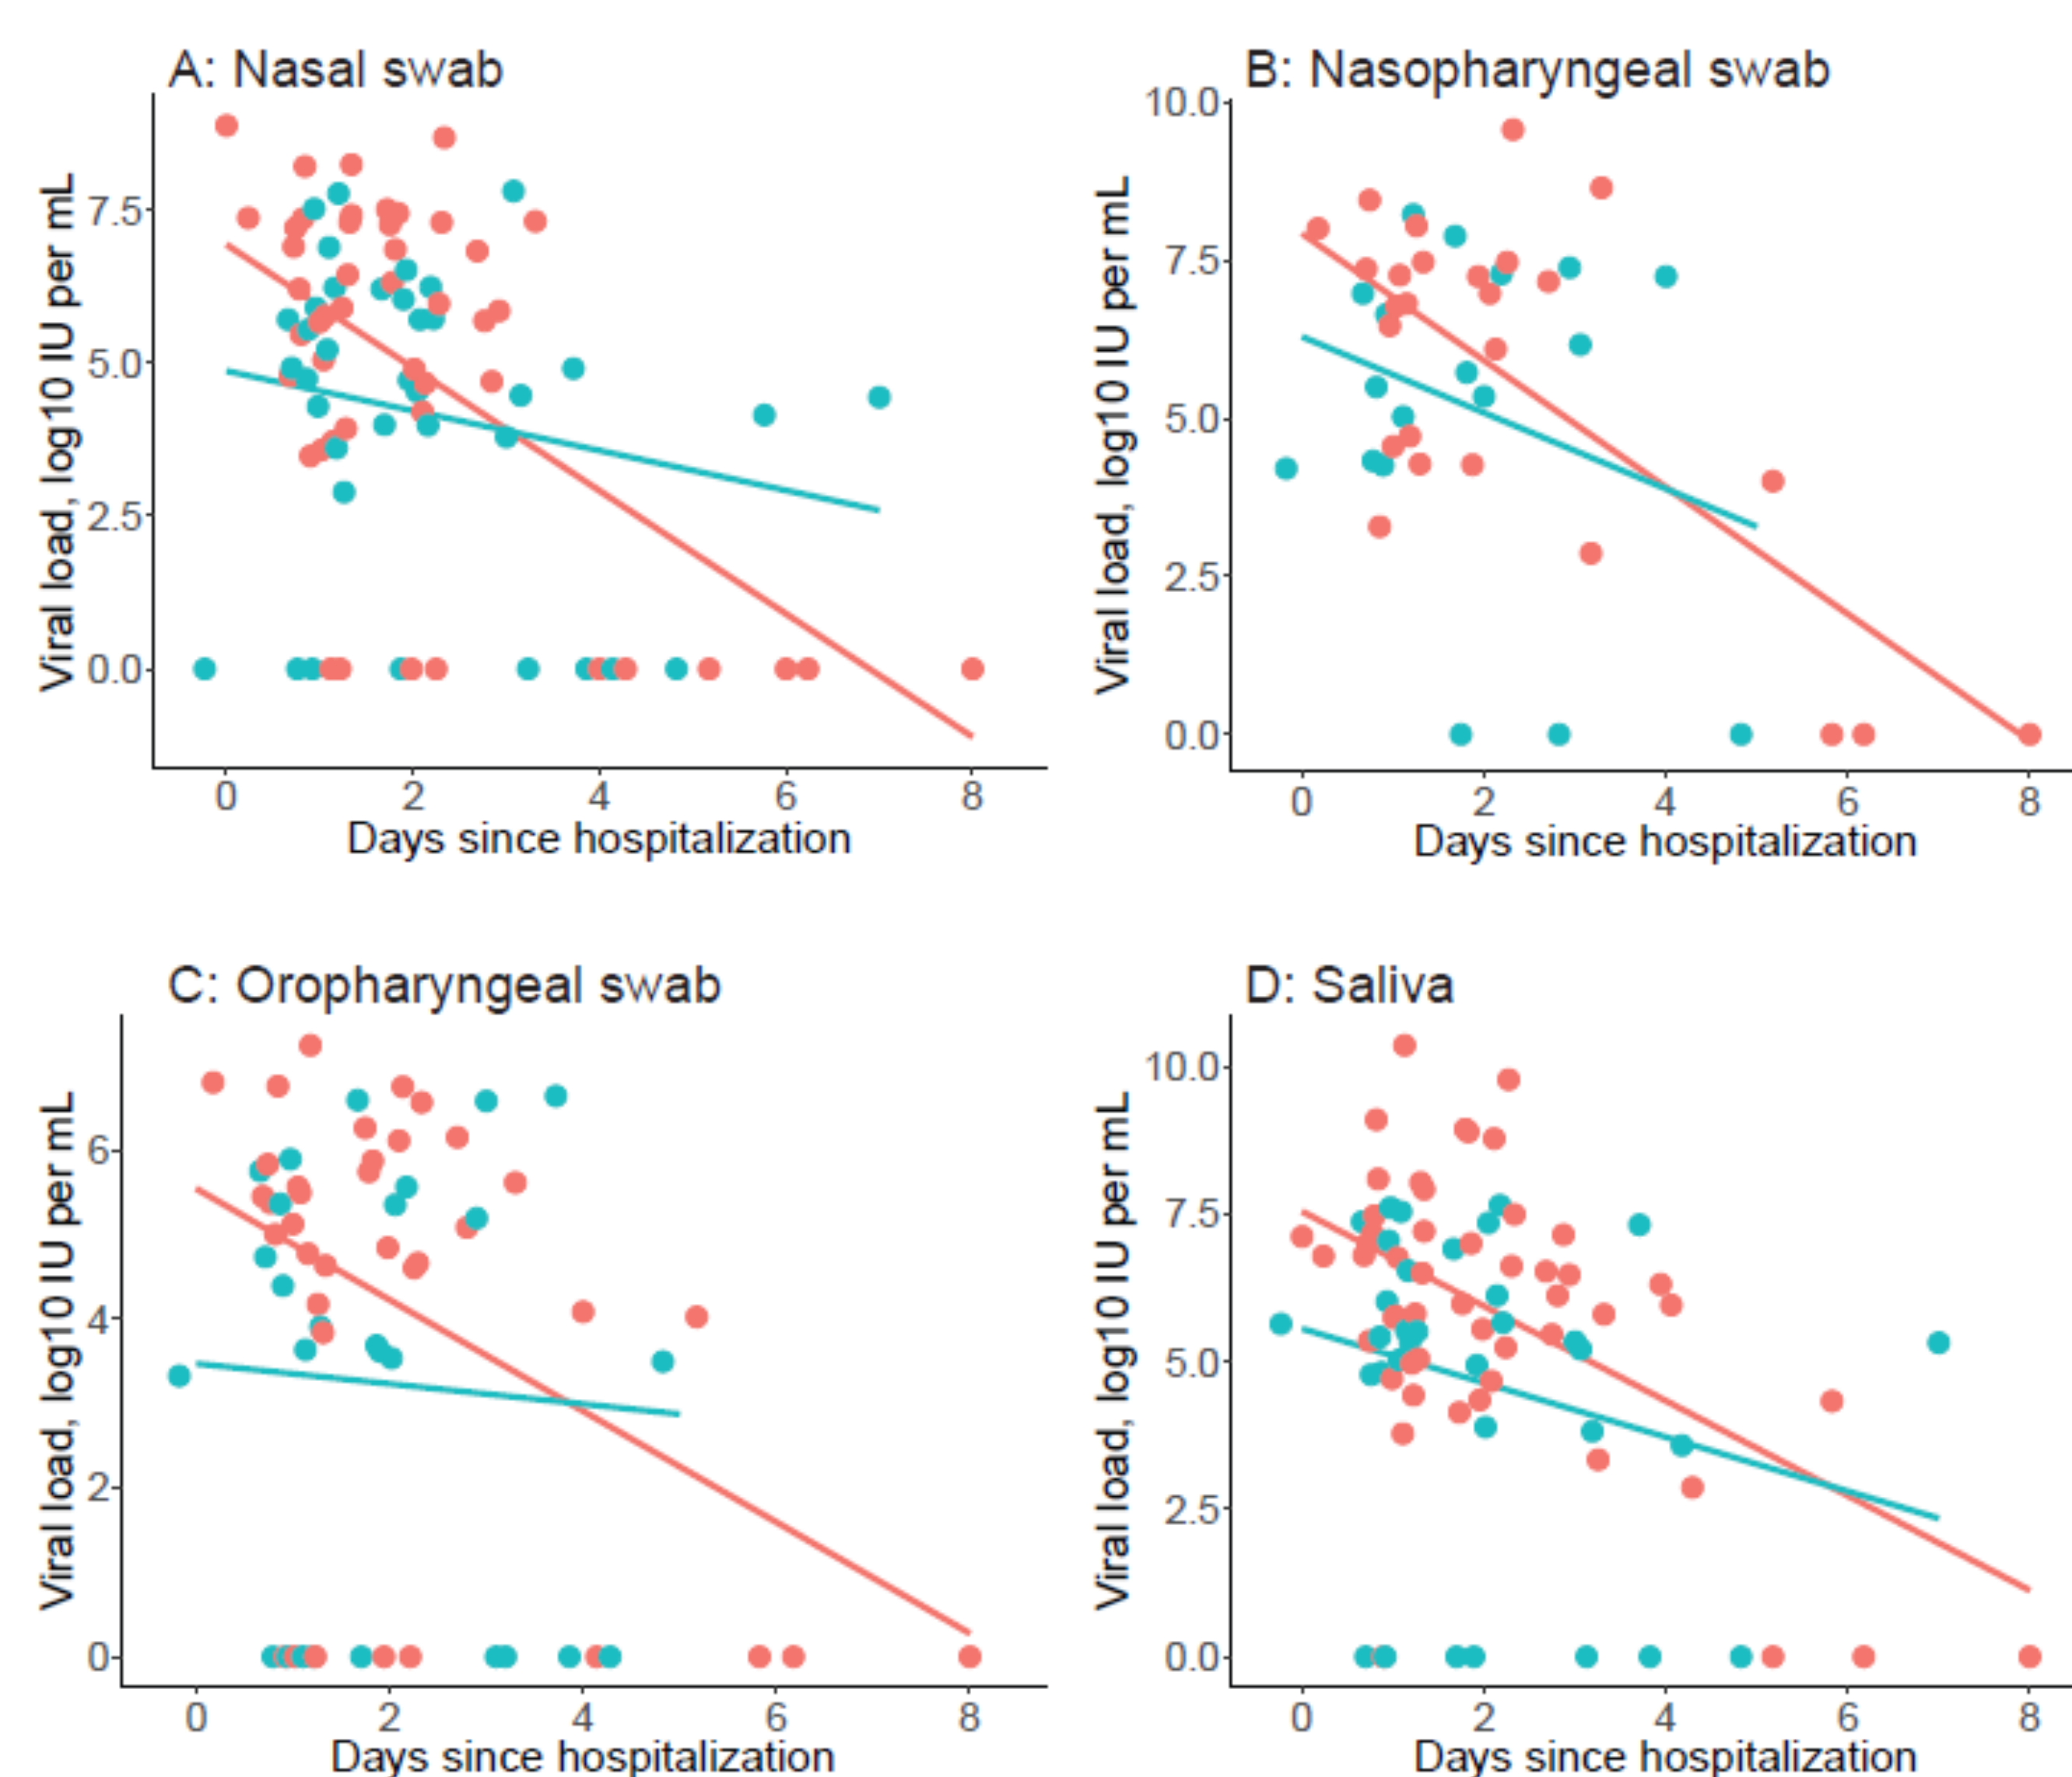 A: Nasal swab
Viral load, log10 IU per mL
7.5
5.0
2.5
0.0
0 2 4 6 8
Days since hospitalization
B: Nasopharyngeal swab
Viral load, log10 IU per mL
10.0
7.5
5.0
2.5
0.0
0 2 4 6 8
Days since hospitalization
C: Oropharyngeal swab
Viral load, log10 IU per mL
6
4
2
0
0 2 4 6 8
Days since hospitalization
D: Saliva
Viral load, log10 IU per mL
10.0
7.5
5.0
2.5
0.0
0 2 4 6 8
Days since hospitalization